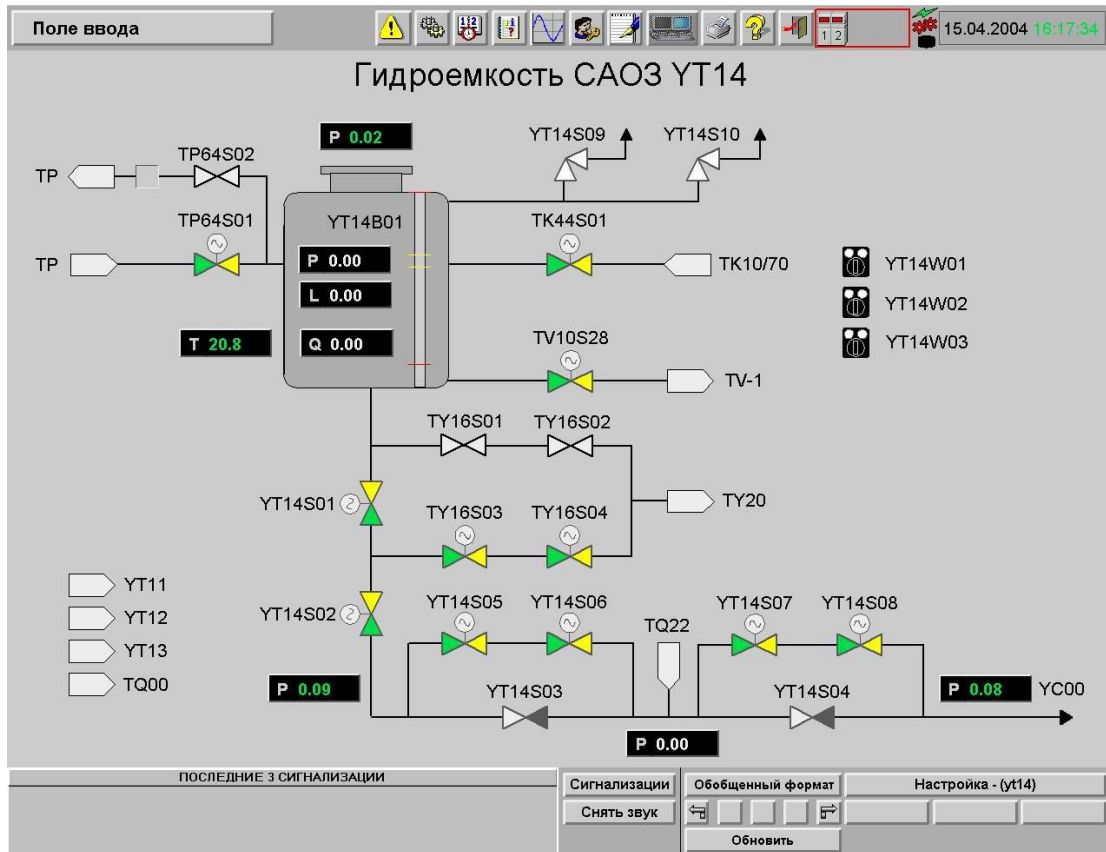 Поле ввода
1 2
15.04.2004 16:17:34
Гидроемкость САОЗ YT14
P 0.02
YT14S09 YT14S10
TP64S02
TP
TP64S01
YT14B01
TK44S01
TP
P 0.00
TK10/70
YT14W01
L 0.00
YT14W02
T 20.8
Q 0.00
TV10S28
YT14W03
TV-1
TY16S01 TY16S02
YT14S01
TY16S03 TY16S04
TY20
YT11
YT12
YT13
TQ00
YT14S02
YT14S05 YT14S06
TQ22
YT14S07 YT14S08
P 0.09
YT14S03
YT14S04
P 0.08
YC00
P 0.00
ПОСЛЕДНИЕ 3 СИГНАЛИЗАЦИИ
Сигнализации
Обобщенный формат
Настройка - (yt14)
Снять звук
Обновить